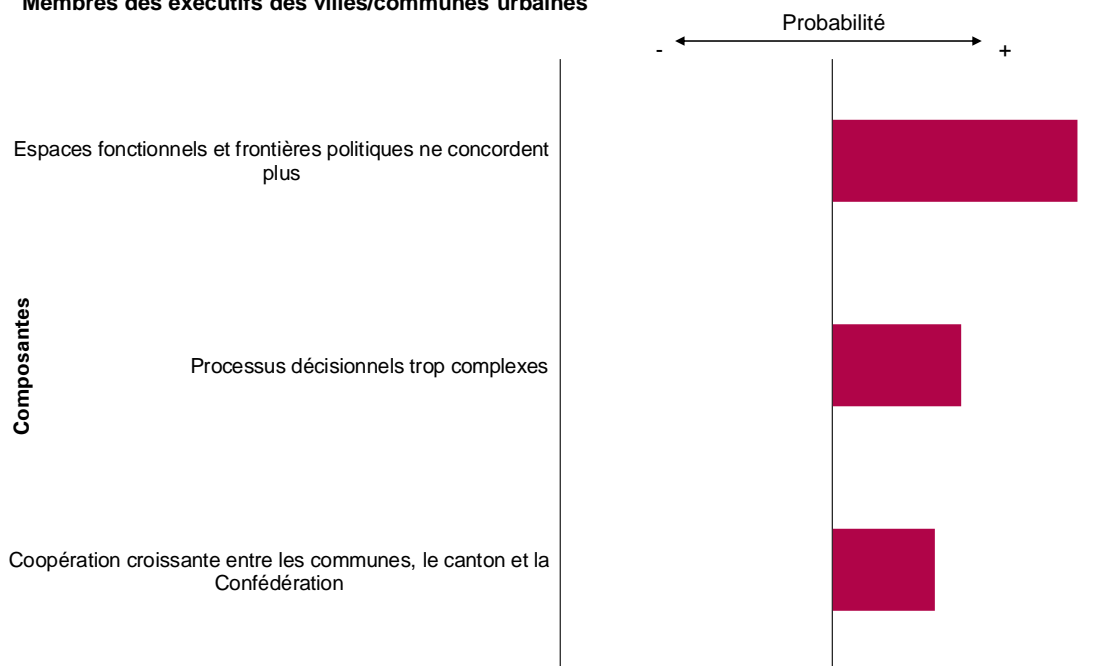 Membres des exécutifs des villes/communes urbaines
Probabilité
-
+
Espaces fonctionnels et frontières politiques ne concordent
plus
Composantes
Processus décisionnels trop complexes
Coopération croissante entre les communes, le canton et la
Confédération